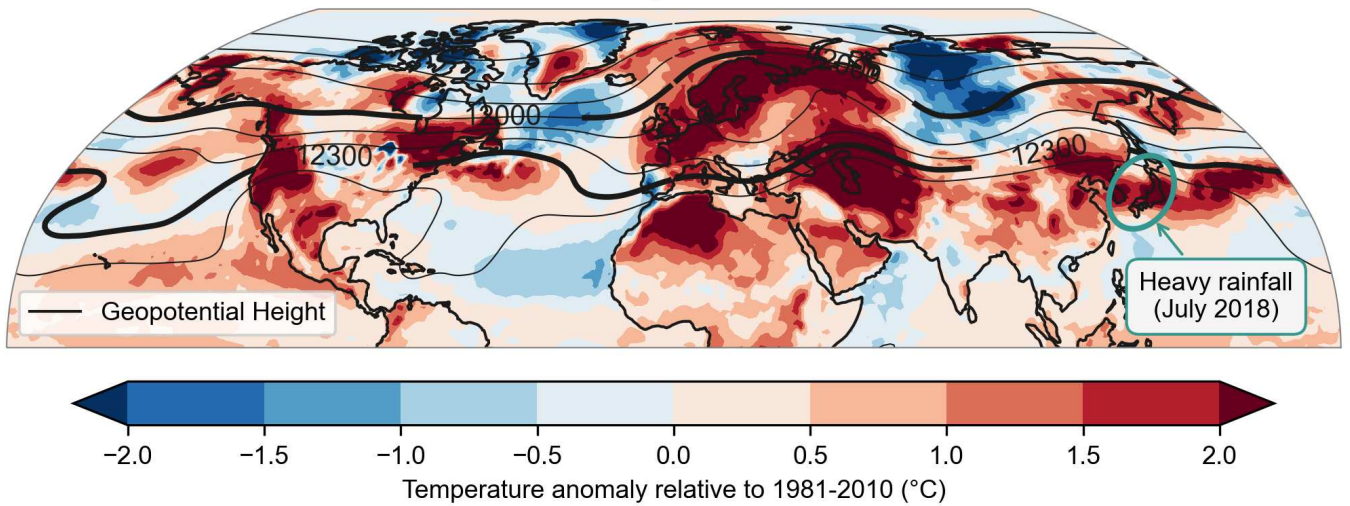 12000
12000
12300
12300
Heavy rainfall
(July 2018)
Geopotential Height
−2.0 −1.5 −1.0 −0.5 0.0 0.5 1.0 1.5 2.0
Temperature anomaly relative to 1981-2010 (°C)